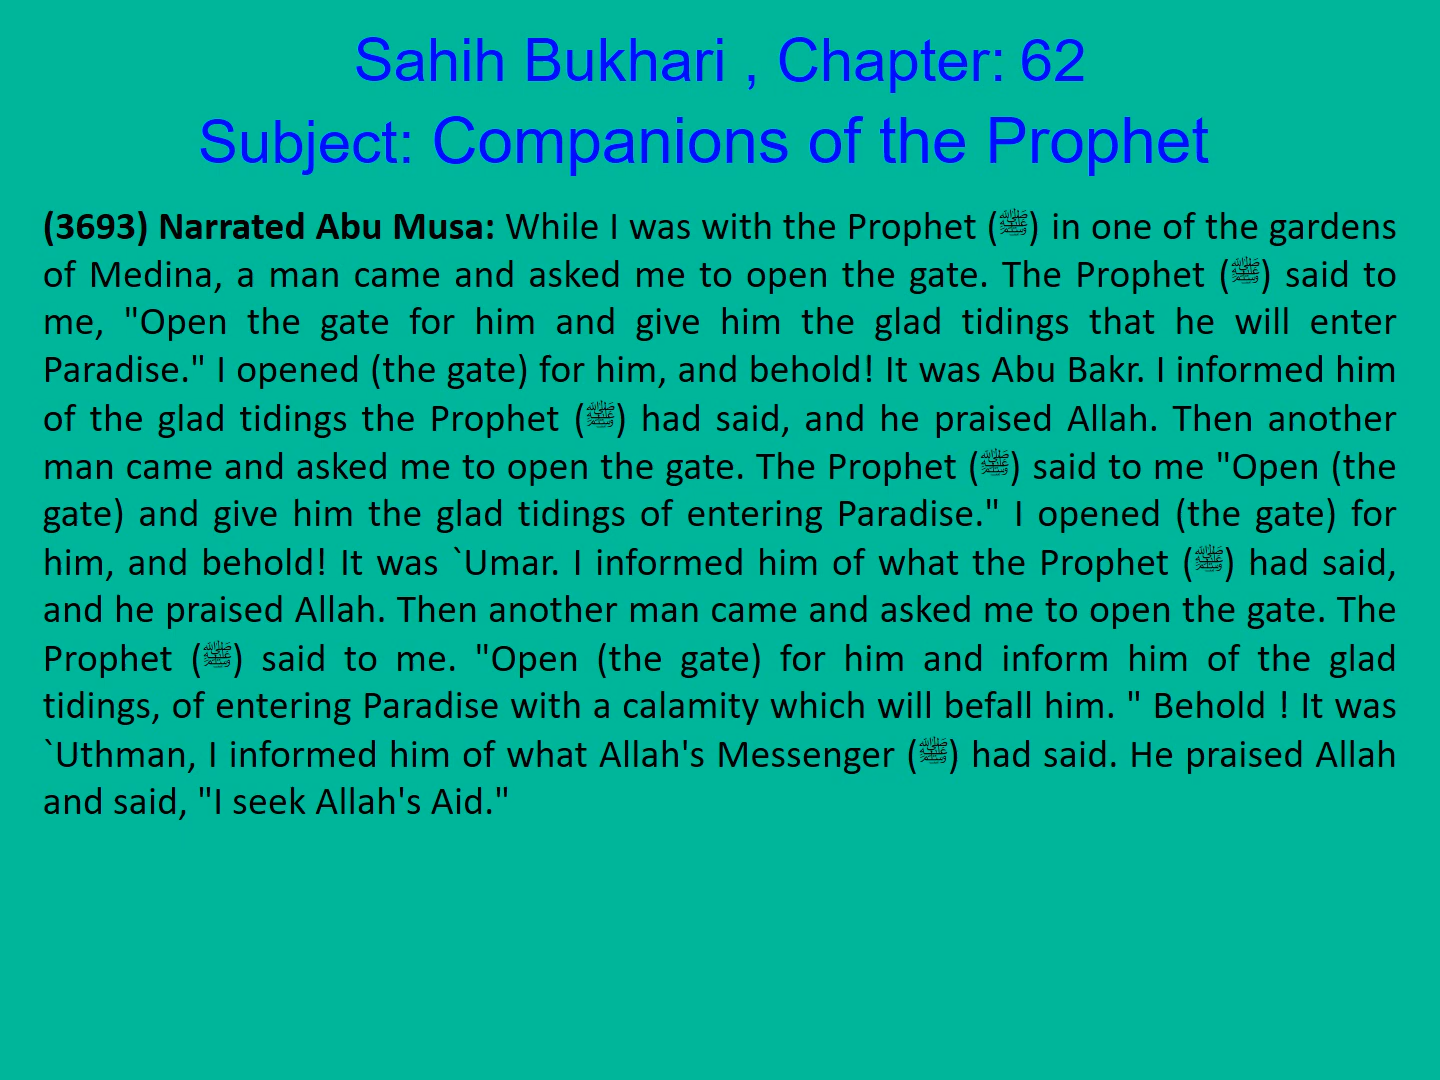 Sahih Bukhari , Chapter: 62
Subject: Companions of the Prophet
(3693) Narrated Abu Musa: While I was with the Prophet (ﷺ) in one of the gardens
of Medina, a man came and asked me to open the gate. The Prophet (ﷺ) said to
me, "Open the gate for him and give him the glad tidings that he will enter
Paradise." I opened (the gate) for him, and behold! It was Abu Bakr. I informed him
of the glad tidings the Prophet (ﷺ) had said, and he praised Allah. Then another
man came and asked me to open the gate. The Prophet (ﷺ) said to me "Open (the
gate) and give him the glad tidings of entering Paradise." I opened (the gate) for
him, and behold! It was `Umar. I informed him of what the Prophet (ﷺ) had said,
and he praised Allah. Then another man came and asked me to open the gate. The
Prophet (ﷺ) said to me. "Open (the gate) for him and inform him of the glad
tidings, of entering Paradise with a calamity which will befall him. " Behold ! It was
`Uthman, I informed him of what Allah's Messenger (ﷺ) had said. He praised Allah
and said, "I seek Allah's Aid."